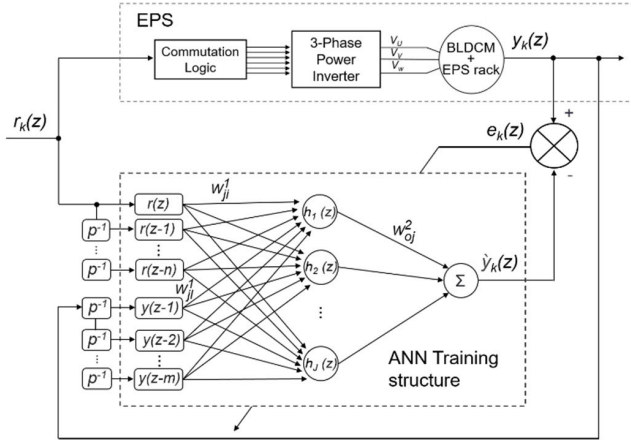 EPS
Commutation
Logic
3-Phase
Power
Inverter
V_U
V_V
V_w
BLDCM
+
EPS rack
y_k(z)
r_k(z)
e_k(z)
+
-
w^1_ji
r(z)
p^-1
r(z-1)
⋮
p^-1
r(z-n)
w^1_ji
p^-1
y(z-1)
p^-1
y(z-2)
⋮
p^-1
y(z-m)
h_1 (z)
h_2 (z)
⋮
h_J (z)
w^2_oj
Σ
ỳ_k(z)
ANN Training
structure